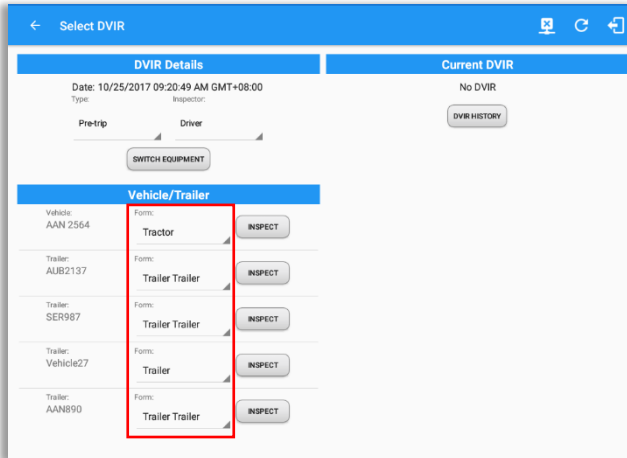 Select DVIR
DVIR Details
Date: 10/25/2017 09:20:49 AM GMT+08:00
Type: Inspector:
Pre-trip Driver
SWITCH EQUIPMENT
Current DVIR
No DVIR
DVIR HISTORY
Vehicle/Trailer
Vehicle: Form:
AAN 2564 Tractor INSPECT
Trailer: Form:
AUB2137 Trailer Trailer INSPECT
Trailer: Form:
SER987 Trailer Trailer INSPECT
Trailer: Form:
Vehicle27 Trailer INSPECT
Trailer: Form:
AAN890 Trailer Trailer INSPECT